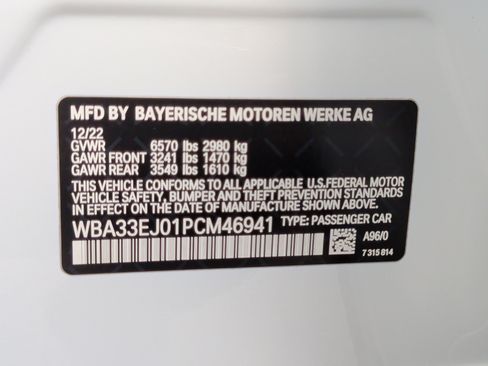 MFD BY BAYERISCHE MOTOREN WERKE AG
12/22
GVWR 6570 lbs 2980 kg
GAWR FRONT 3241 lbs 1470 kg
GAWR REAR 3549 lbs 1610 kg
THIS VEHICLE CONFORMS TO ALL APPLICABLE U.S.FEDERAL MOTOR
VEHICLE SAFETY, BUMPER AND THEFT PREVENTION STANDARDS
IN EFFECT ON THE DATE OF MANUFACTURE SHOWN ABOVE.
WBA33EJ01PCM46941 TYPE: PASSENGER CAR
A96/0
7 315 814